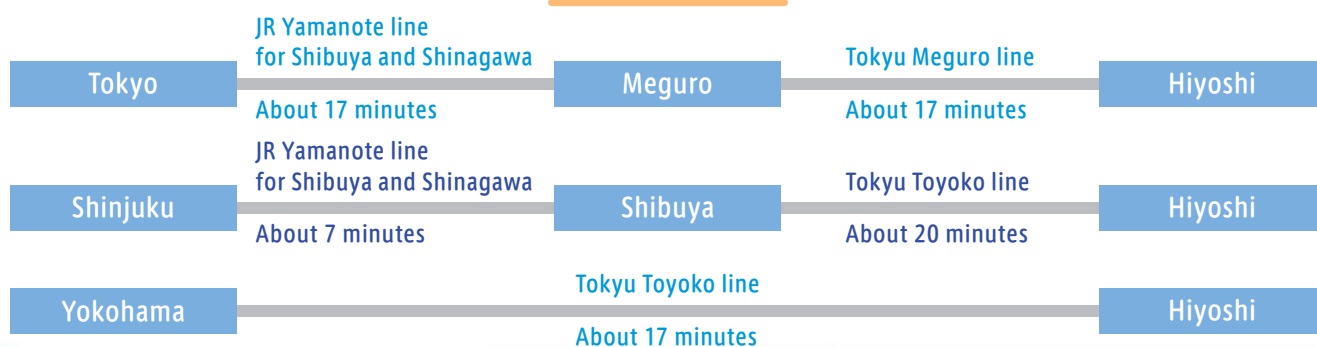 JR Yamanote line
for Shibuya and Shinagawa
Tokyu Meguro line
Tokyo
Meguro
Hiyoshi
About 17 minutes
About 17 minutes
JR Yamanote line
for Shibuya and Shinagawa
Tokyu Toyoko line
Shinjuku
Shibuya
Hiyoshi
About 7 minutes
About 20 minutes
Tokyu Toyoko line
Yokohama
Hiyoshi
About 17 minutes